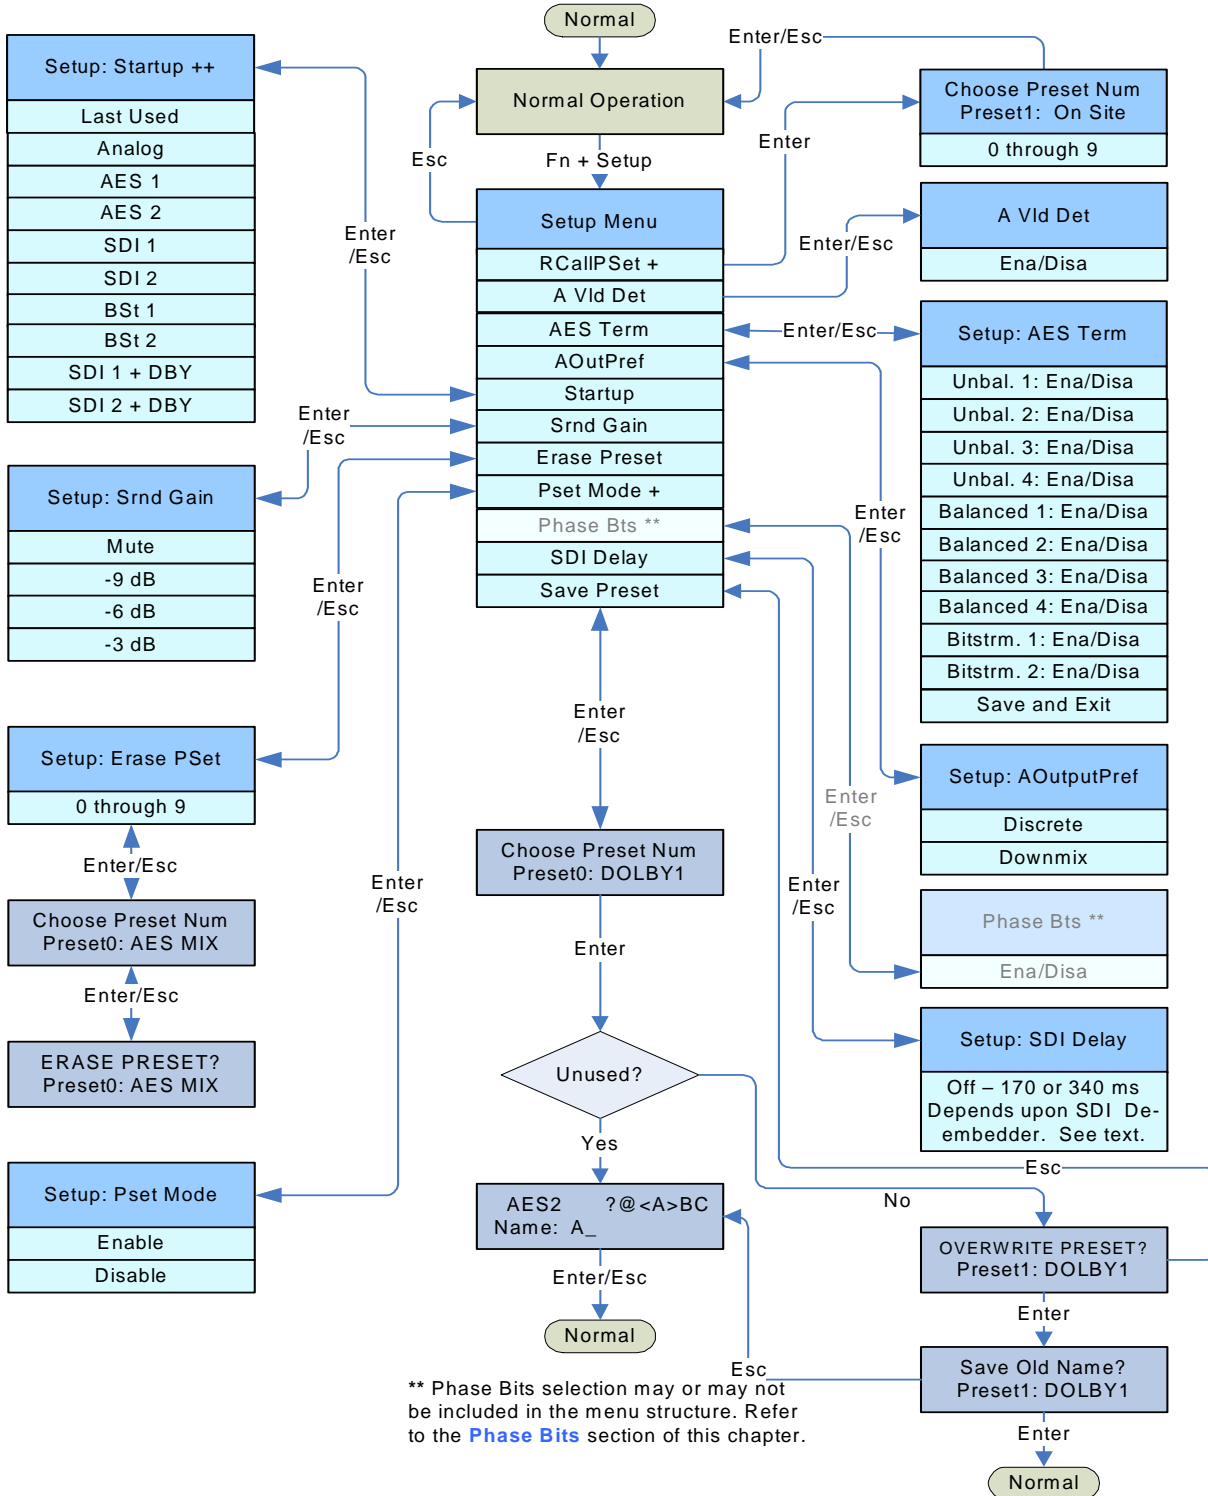 Normal
Enter/Esc
Setup: Startup ++
Last Used
Analog
AES 1
AES 2
SDI 1
SDI 2
BSt 1
BSt 2
SDI 1 + DBY
SDI 2 + DBY
Normal Operation
Choose Preset Num
Preset1:  On Site
0 through 9
Enter
Esc
Fn + Setup
Setup Menu
RCallPSet +
A Vld Det
AES Term
AOutPref
Startup
Srnd Gain
Erase Preset
Pset Mode +
Phase Bts **
SDI Delay
Save Preset
A Vld Det
Ena/Disa
Enter/Esc
Enter
/Esc
Enter/Esc
Setup: AES Term
Unbal. 1: Ena/Disa
Unbal. 2: Ena/Disa
Unbal. 3: Ena/Disa
Unbal. 4: Ena/Disa
Balanced 1: Ena/Disa
Balanced 2: Ena/Disa
Balanced 3: Ena/Disa
Balanced 4: Ena/Disa
Bitstrm. 1: Ena/Disa
Bitstrm. 2: Ena/Disa
Save and Exit
Enter
/Esc
Setup: Srnd Gain
Mute
-9 dB
-6 dB
-3 dB
Enter
/Esc
Enter
/Esc
Enter
/Esc
Setup: Erase PSet
0 through 9
Enter/Esc
Choose Preset Num
Preset0: AES MIX
Enter/Esc
ERASE PRESET?
Preset0: AES MIX
Setup: AOutputPref
Discrete
Downmix
Enter
/Esc
Choose Preset Num
Preset0: DOLBY1
Enter
/Esc
Enter
/Esc
Phase Bts **
Ena/Disa
Enter
Setup: SDI Delay
Off – 170 or 340 ms
Depends upon SDI  De-
embedder.  See text.
Unused?
Yes
Esc
No
Setup: Pset Mode
Enable
Disable
AES2     ?@<A>BC
Name:  A_
Enter/Esc
Normal
OVERWRITE PRESET?
Preset1: DOLBY1
Enter
Esc
Save Old Name?
Preset1: DOLBY1
Enter
Normal
** Phase Bits selection may or may not
be included in the menu structure. Refer
to the Phase Bits section of this chapter.